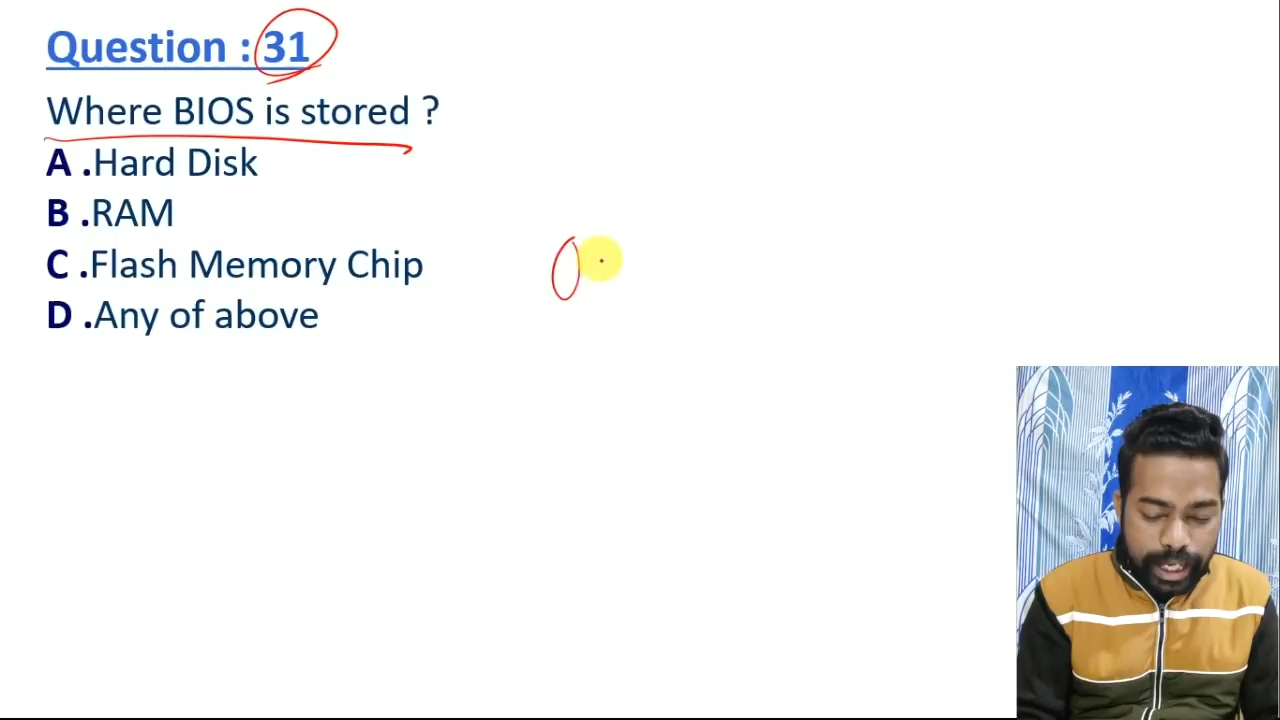 Question : 31
Where BIOS is stored ?
A .Hard Disk
B .RAM
C .Flash Memory Chip
D .Any of above